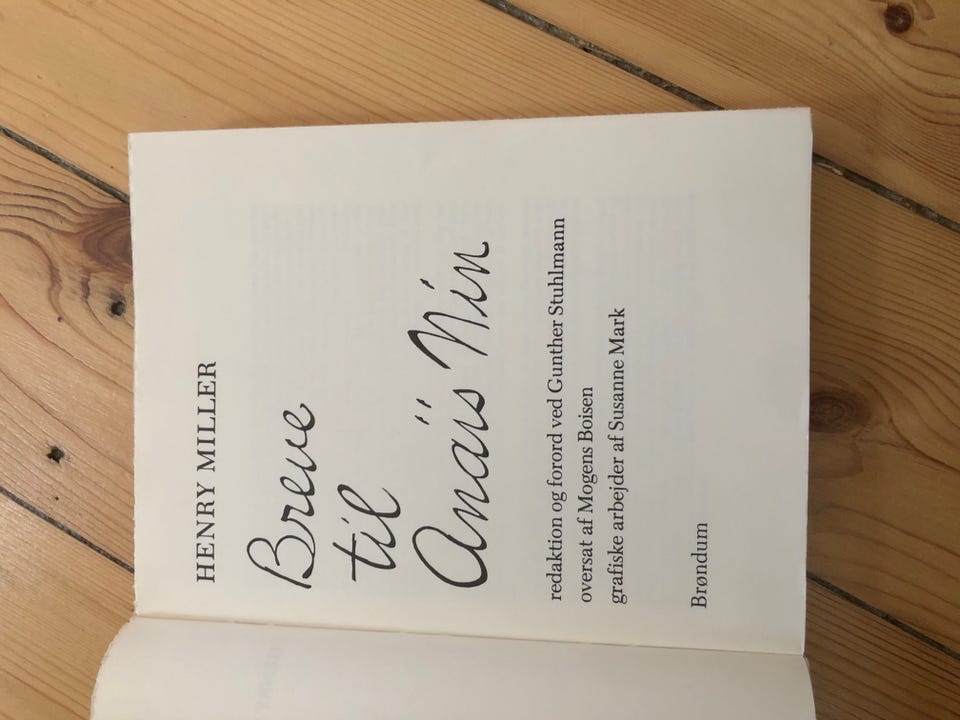 HENRY MILLER
Breve
til
Anaïs Nin
redaktion og forord ved Gunther Stuhlmann
oversat af Mogens Boisen
grafiske arbejder af Susanne Mark
Brøndum